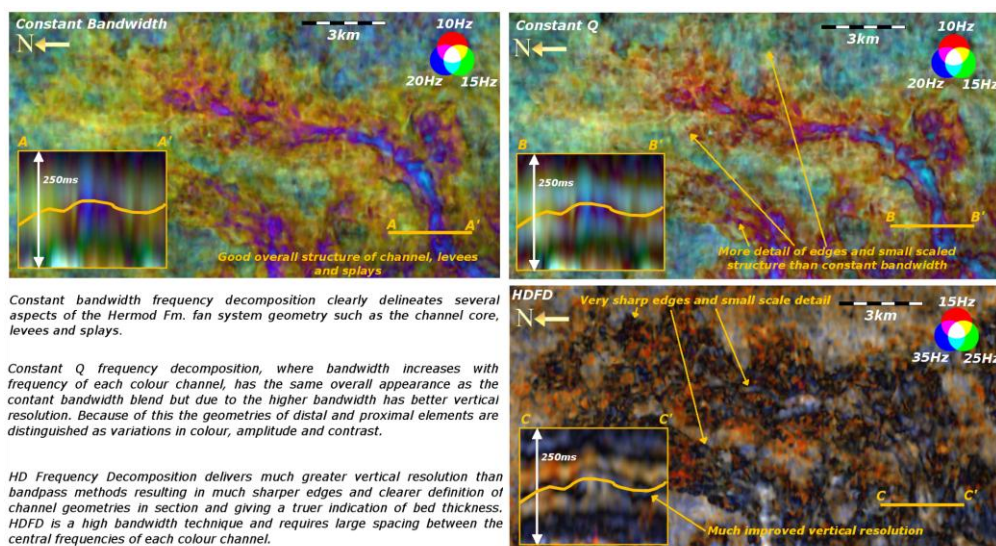 Constant Bandwidth
N
3km
10Hz
20Hz
15Hz
A
A'
250ms
A
A'
Good overall structure of channel, levees
and splays
Constant Q
N
3km
10Hz
20Hz
15Hz
B
B'
250ms
B
B'
More detail of edges and small scaled
structure than constant bandwidth
Constant bandwidth frequency decomposition clearly delineates several
aspects of the Hermod Fm. fan system geometry such as the channel core,
levees and splays.
Constant Q frequency decomposition, where bandwidth increases with
frequency of each colour channel, has the same overall appearance as the
contant bandwidth blend but due to the higher bandwidth has better vertical
resolution. Because of this the geometries of distal and proximal elements are
distinguished as variations in colour, amplitude and contrast.
HD Frequency Decomposition delivers much greater vertical resolution than
bandpass methods resulting in much sharper edges and clearer definition of
channel geometries in section and giving a truer indication of bed thickness.
HDFD is a high bandwidth technique and requires large spacing between the
central frequencies of each colour channel.
HDFD
Very sharp edges and small scale detail
N
3km
15Hz
35Hz
25Hz
C
C'
250ms
C
C'
Much improved vertical resolution